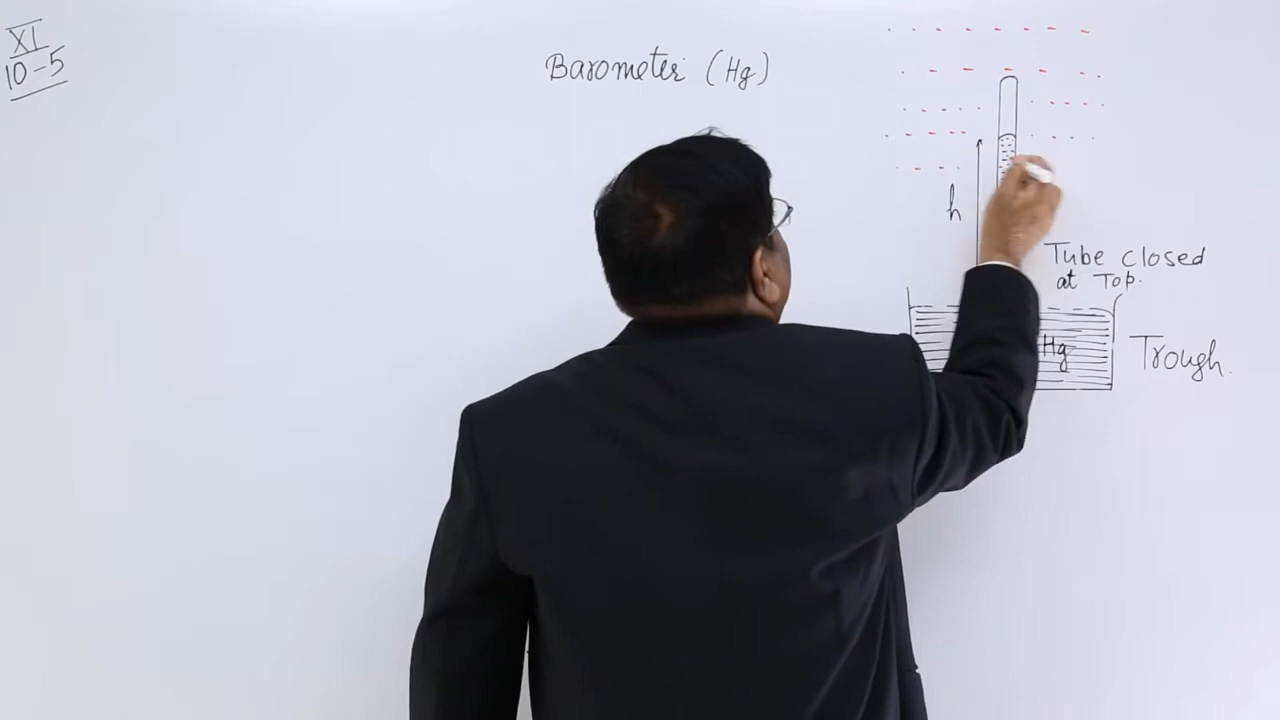 XI
10-5
Barometer (Hg)
h
Tube closed
at Top.
Hg
Trough.